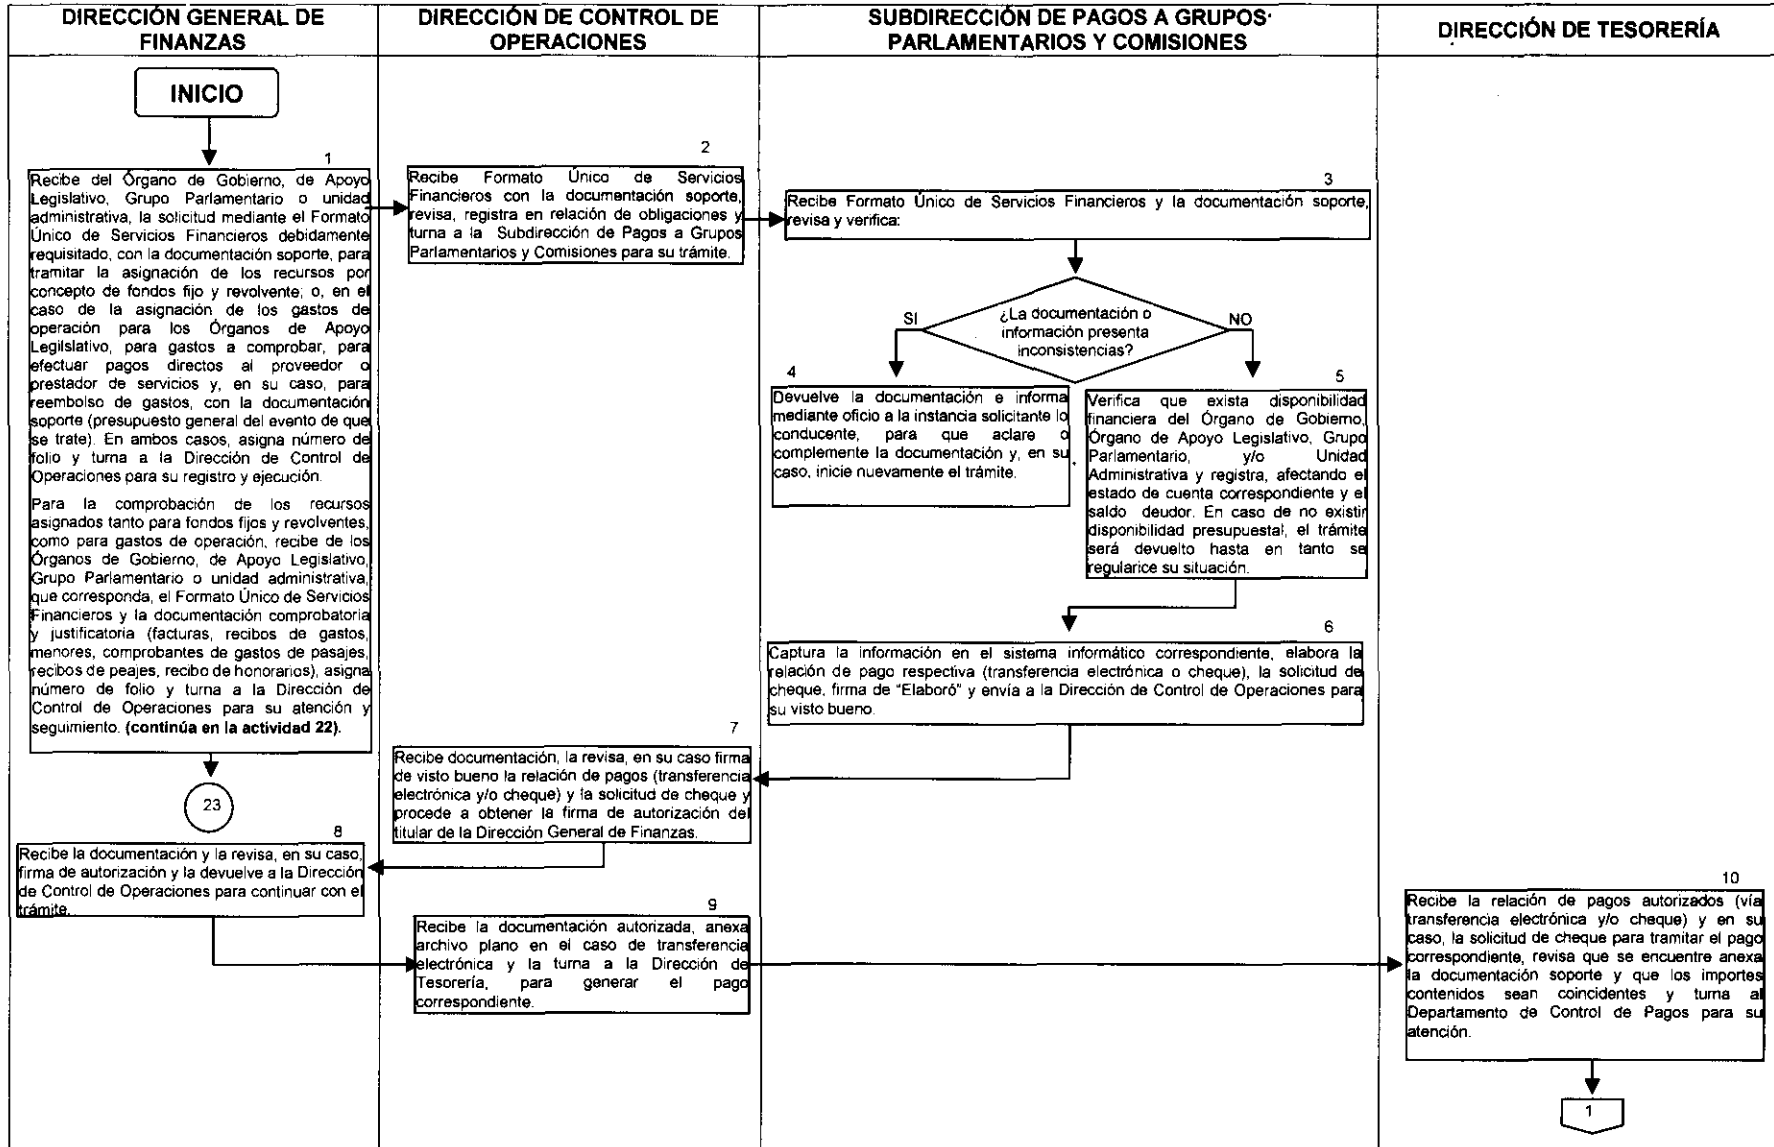 DIRECCIÓN GENERAL DE
FINANZAS
DIRECCIÓN DE CONTROL DE
OPERACIONES
SUBDIRECCIÓN DE PAGOS A GRUPOS
PARLAMENTARIOS Y COMISIONES
DIRECCIÓN DE TESORERÍA
INICIO
1
Recibe del Órgano de Gobierno, de Apoyo
Legislativo, Grupo Parlamentario o unidad
administrativa, la solicitud mediante el Formato
Único de Servicios Financieros debidamente
requisitado, con la documentación soporte, para
tramitar la asignación de los recursos por
concepto de fondos fijo y revolvente; o, en el
caso de la asignación de los gastos de
operación para los Órganos de Apoyo
Legilslativo, para gastos a comprobar, para
efectuar pagos directos al proveedor o
prestador de servicios y, en su caso, para
reembolso de gastos, con la documentación
soporte (presupuesto general del evento de que
se trate). En ambos casos, asigna número de
folio y turna a la Dirección de Control de
Operaciones para su registro y ejecución.
Para la comprobación de los recursos
asignados tanto para fondos fijos y revolventes,
como para gastos de operación, recibe de los
Órganos de Gobierno, de Apoyo Legislativo,
Grupo Parlamentario o unidad administrativa,
que corresponda, el Formato Único de Servicios
Financieros y la documentación comprobatoria
y justificatoria (facturas, recibos de gastos,
menores, comprobantes de gastos de pasajes,
recibos de peajes, recibo de honorarios), asigna
número de folio y turna a la Dirección de
Control de Operaciones para su atención y
seguimiento. (continúa en la actividad 22).
23
2
Recibe Formato Único de Servicios
Financieros con la documentación soporte,
revisa, registra en relación de obligaciones y
turna a la Subdirección de Pagos a Grupos
Parlamentarios y Comisiones para su trámite.
3
Recibe Formato Único de Servicios Financieros y la documentación soporte,
revisa y verifica:
¿La documentación o
información presenta
inconsistencias?
SI
NO
4
Devuelve la documentación e informa
mediante oficio a la instancia solicitante lo
conducente, para que aclare o
complemente la documentación y, en su
caso, inicie nuevamente el trámite.
5
Verifica que exista disponibilidad
financiera del Órgano de Gobierno,
Órgano de Apoyo Legislativo, Grupo
Parlamentario, y/o Unidad
Administrativa y registra, afectando el
estado de cuenta correspondiente y el
saldo deudor. En caso de no existir
disponibilidad presupuestal, el trámite
será devuelto hasta en tanto se
regularice su situación.
6
Captura la información en el sistema informático correspondiente, elabora la
relación de pago respectiva (transferencia electrónica o cheque), la solicitud de
cheque, firma de "Elaboró" y envía a la Dirección de Control de Operaciones para
su visto bueno.
7
Recibe documentación, la revisa, en su caso firma
de visto bueno la relación de pagos (transferencia
electrónica y/o cheque) y la solicitud de cheque y
procede a obtener la firma de autorización del
titular de la Dirección General de Finanzas.
8
Recibe la documentación y la revisa, en su caso,
firma de autorización y la devuelve a la Dirección
de Control de Operaciones para continuar con el
trámite.
9
Recibe la documentación autorizada, anexa
archivo plano en el caso de transferencia
electrónica y la turna a la Dirección de
Tesorería, para generar el pago
correspondiente.
10
Recibe la relación de pagos autorizados (vía
transferencia electrónica y/o cheque) y en su
caso, la solicitud de cheque para tramitar el pago
correspondiente, revisa que se encuentre anexa
la documentación soporte y que los importes
contenidos sean coincidentes y turna al
Departamento de Control de Pagos para su
atención.
1